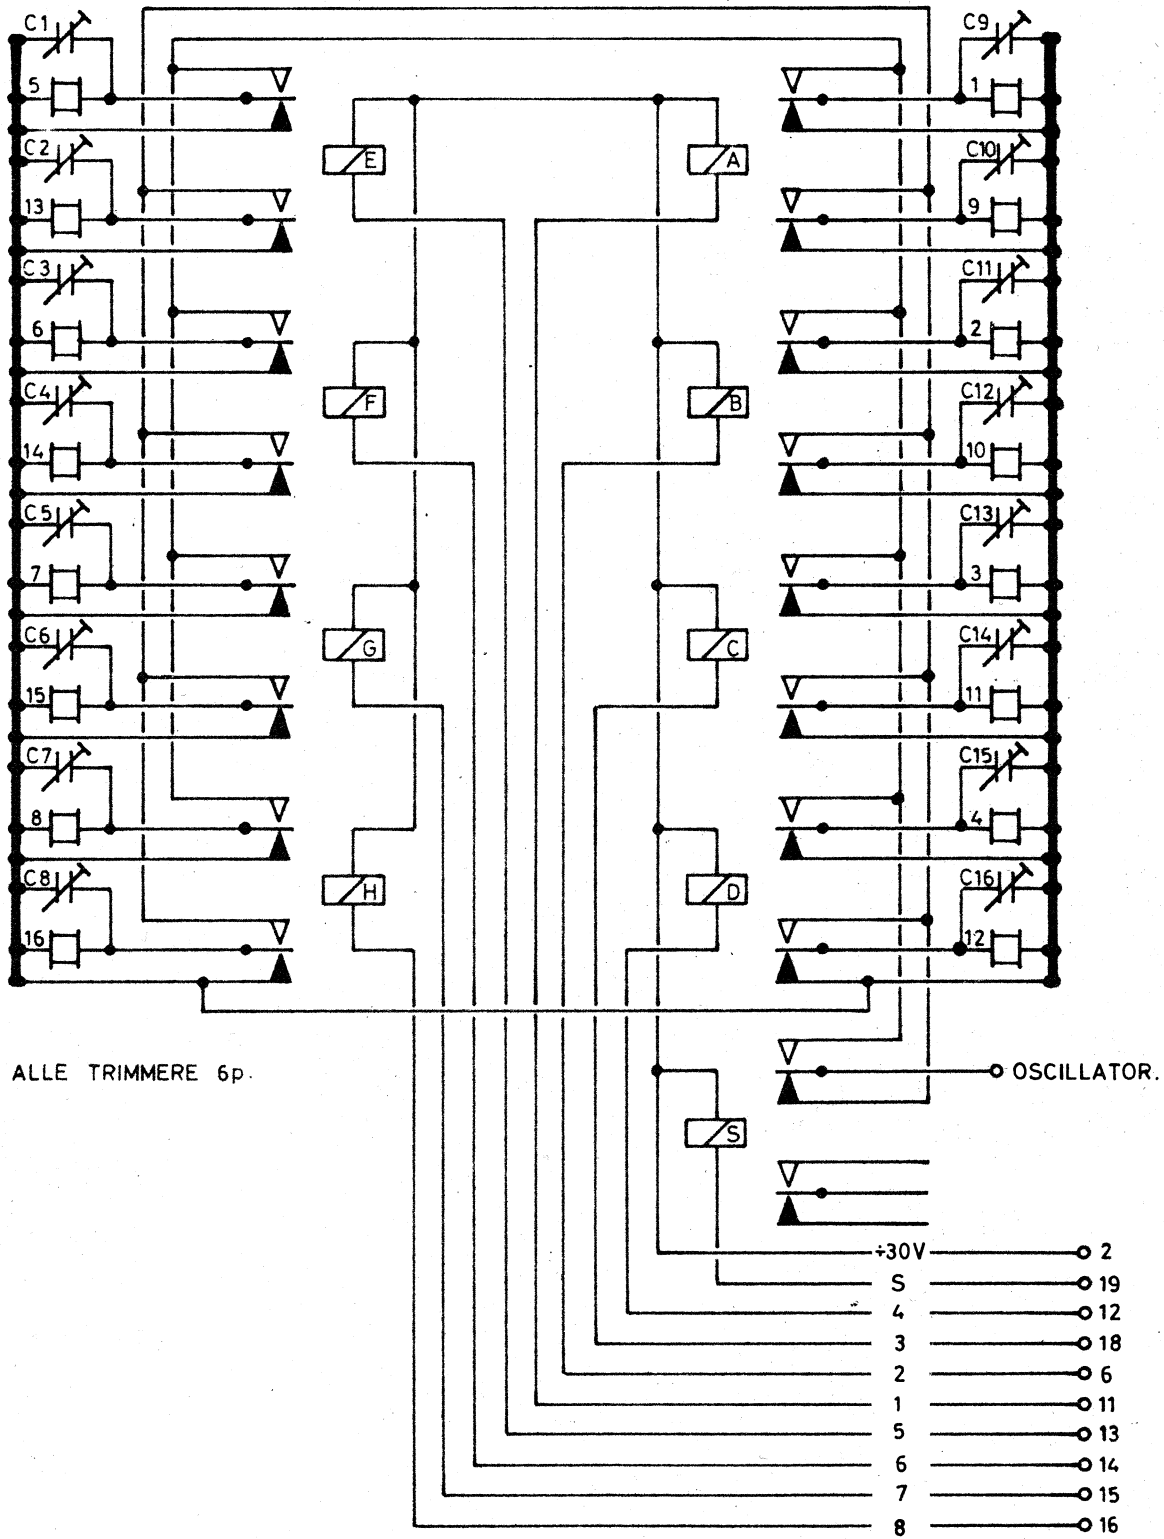 C1 C9
5 1
E A
C2 C10
13 9
C3 C11
6 2
F B
C4 C12
14 10
C5 C13
7 3
G C
C6 C14
15 11
C7 C15
8 4
H D
C8 C16
16 12
ALLE TRIMMERE 6p.
OSCILLATOR.
S
÷30V 2
S 19
4 12
3 18
2 6
1 11
5 13
6 14
7 15
8 16